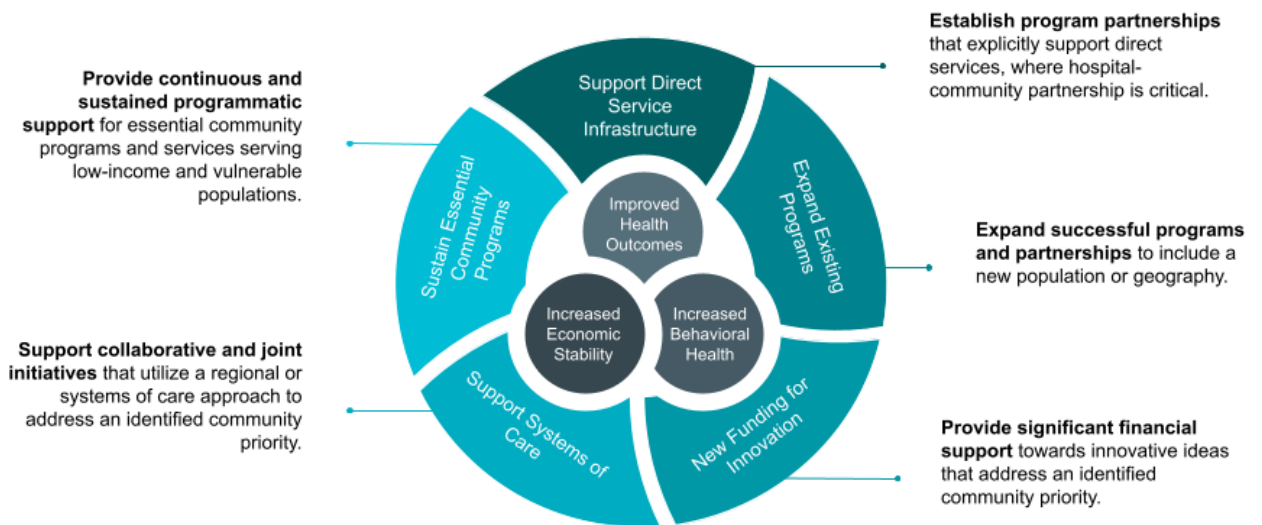 Establish program partnerships
that explicitly support direct
services, where hospital-
community partnership is critical.
Provide continuous and
sustained programmatic
support for essential community
programs and services serving
low-income and vulnerable
populations.
Support Direct
Service
Infrastructure
Expand Existing
Programs
Sustain Essential
Community
Programs
Improved
Health
Outcomes
Expand successful programs
and partnerships to include a
new population or geography.
Increased
Economic
Stability
Increased
Behavioral
Health
Support collaborative and joint
initiatives that utilize a regional or
systems of care approach to
address an identified community
priority.
Support Systems of
Care
New Funding for
Innovation
Provide significant financial
support towards innovative ideas
that address an identified
community priority.